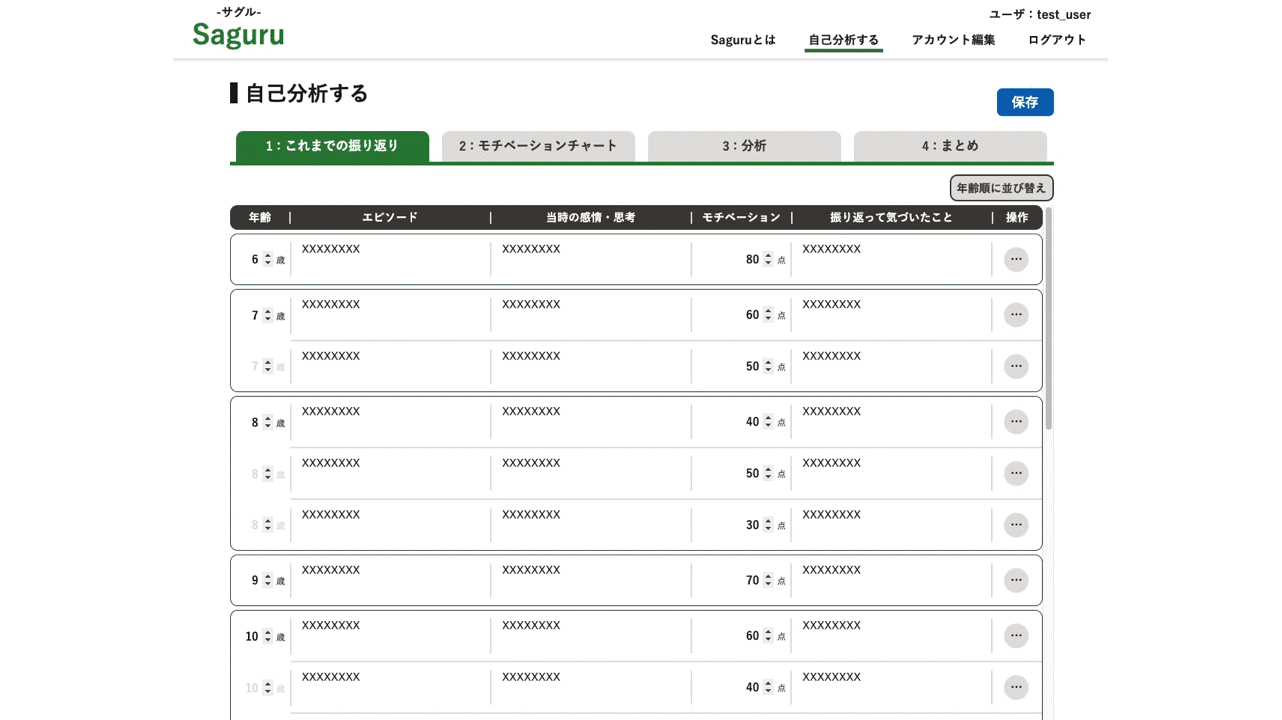 -サグル-
Saguru
ユーザ：test_user
Saguruとは 自己分析する アカウント編集 ログアウト
自己分析する
保存
1：これまでの振り返り 2：モチベーションチャート 3：分析 4：まとめ
年齢順に並び替え
年齢 | エピソード | 当時の感情・思考 | モチベーション | 振り返って気づいたこと | 操作
6 歳 XXXXXXXX XXXXXXXX 80 点 XXXXXXXX …
7 歳 XXXXXXXX XXXXXXXX 60 点 XXXXXXXX …
7 歳 XXXXXXXX XXXXXXXX 50 点 XXXXXXXX …
8 歳 XXXXXXXX XXXXXXXX 40 点 XXXXXXXX …
8 歳 XXXXXXXX XXXXXXXX 50 点 XXXXXXXX …
8 歳 XXXXXXXX XXXXXXXX 30 点 XXXXXXXX …
9 歳 XXXXXXXX XXXXXXXX 70 点 XXXXXXXX …
10 歳 XXXXXXXX XXXXXXXX 60 点 XXXXXXXX …
10 歳 XXXXXXXX XXXXXXXX 40 点 XXXXXXXX …